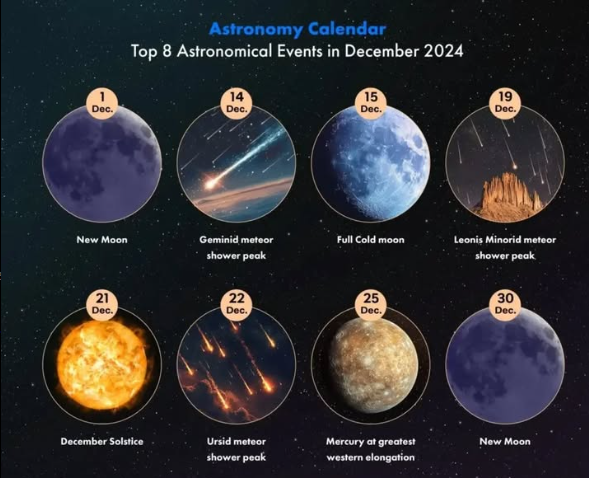 Astronomy Calendar
Top 8 Astronomical Events in December 2024
1
Dec.
New Moon
14
Dec.
Geminid meteor
shower peak
15
Dec.
Full Cold moon
19
Dec.
Leonis Minorid meteor
shower peak
21
Dec.
December Solstice
22
Dec.
Ursid meteor
shower peak
25
Dec.
Mercury at greatest
western elongation
30
Dec.
New Moon